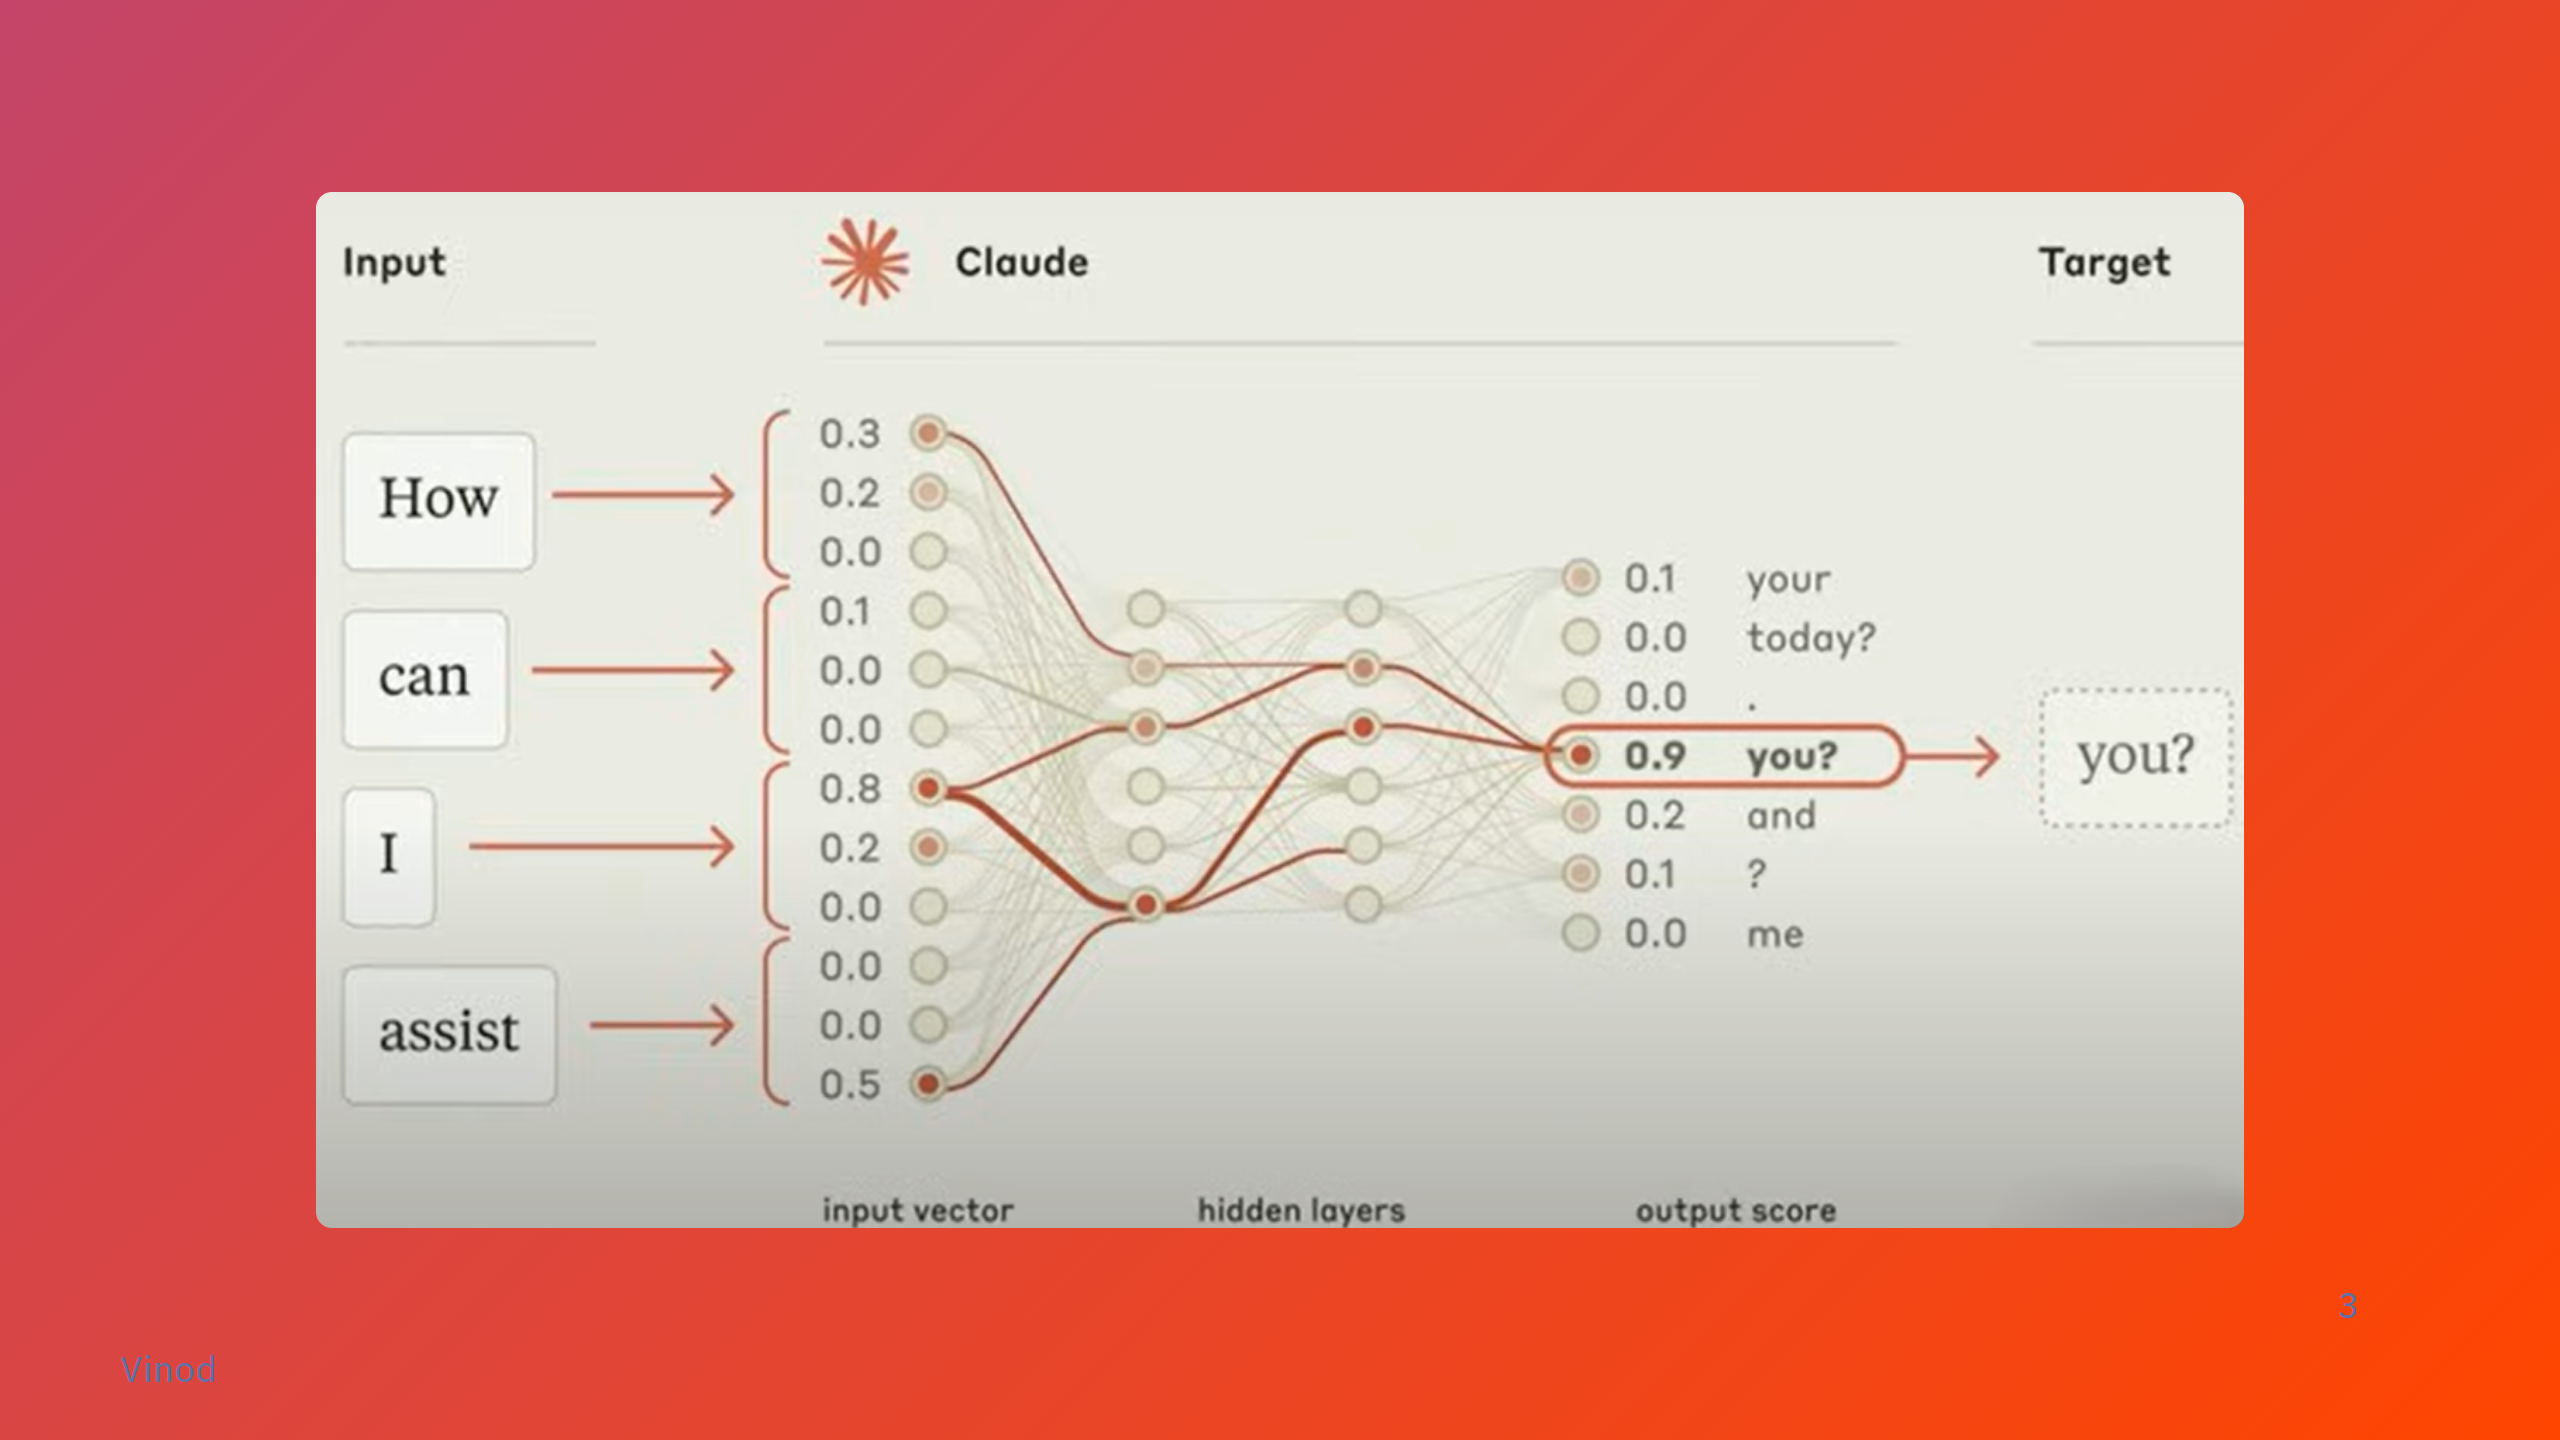 Input
Claude
Target
How
can
I
assist
0.3
0.2
0.0
0.1
0.0
0.0
0.8
0.2
0.0
0.0
0.0
0.5
0.1 your
0.0 today?
0.0 .
0.9 you?
0.2 and
0.1 ?
0.0 me
you?
input vector
hidden layers
output score
3
Vinod